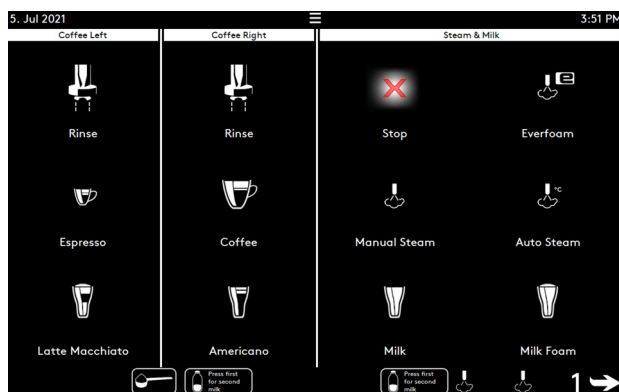 5. Jul 2021
3:51 PM
Coffee Left
Coffee Right
Steam & Milk
e
Rinse
Rinse
Stop
Everfoam
°C
Espresso
Coffee
Manual Steam
Auto Steam
Latte Macchiato
Americano
Milk
Milk Foam
Press first
for second
milk
Press first
for second
milk
1